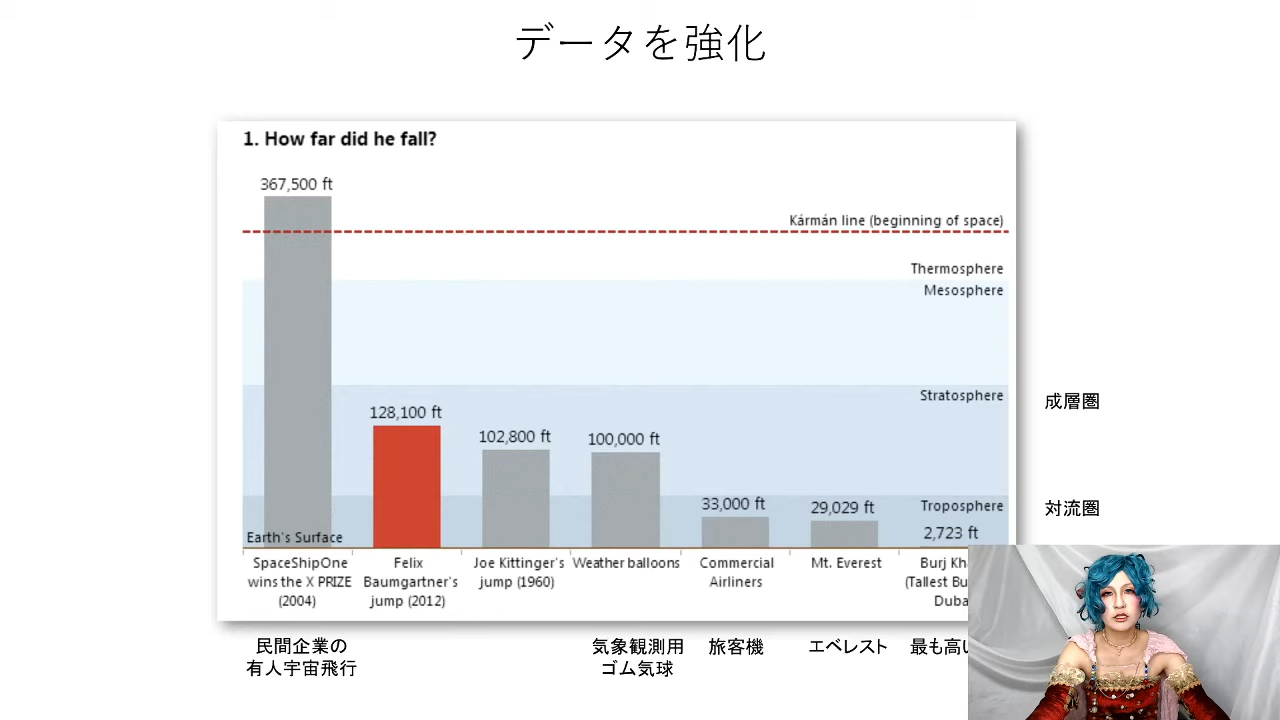 データを強化
1. How far did he fall?
367,500 ft
Kármán line (beginning of space)
Thermosphere
Mesosphere
Stratosphere
成層圏
128,100 ft
102,800 ft
100,000 ft
33,000 ft
29,029 ft
Troposphere
対流圏
2,723 ft
Earth's Surface
SpaceShipOne
wins the X PRIZE
(2004)
Felix
Baumgartner's
jump (2012)
Joe Kittinger's
jump (1960)
Weather balloons
Commercial
Airliners
Mt. Everest
Burj
(Tallest
民間企業の
有人宇宙飛行
気象観測用
ゴム気球
旅客機
エベレスト
最も高い